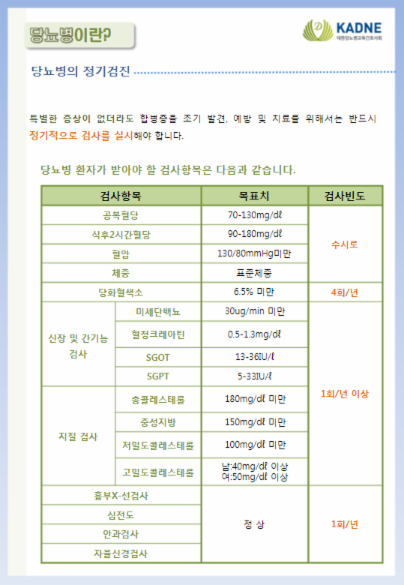 당뇨병이란?
KADNE
대한당뇨병교육간호사회
당뇨병의 정기검진
특별한 증상이 없더라도 합병증을 조기 발견, 예방 및 치료를 위해서는 반드시
정기적으로 검사를 실시해야 합니다.
당뇨병 환자가 받아야 할 검사항목은 다음과 같습니다.
검사항목 목표치 검사빈도
공복혈당 70-130mg/dℓ
식후2시간혈당 90-180mg/dℓ
혈압 130/80mmHg미만
체중 표준체중
수시로
당화혈색소 6.5% 미만 4회/년
신장 및 간기능
검사
미세단백뇨 30ug/min 미만
혈청크레아틴 0.5-1.3mg/dℓ
SGOT 13-36IU/ℓ
SGPT 5-33IU/ℓ
지질 검사
총콜레스테롤 180mg/dℓ 미만
중성지방 150mg/dℓ 미만
저밀도콜레스테롤 100mg/dℓ 미만
고밀도콜레스테롤 남:40mg/dℓ 이상
여:50mg/dℓ 이상
1회/년 이상
흉부X-선검사
심전도
안과검사
자율신경검사
정 상
1회/년